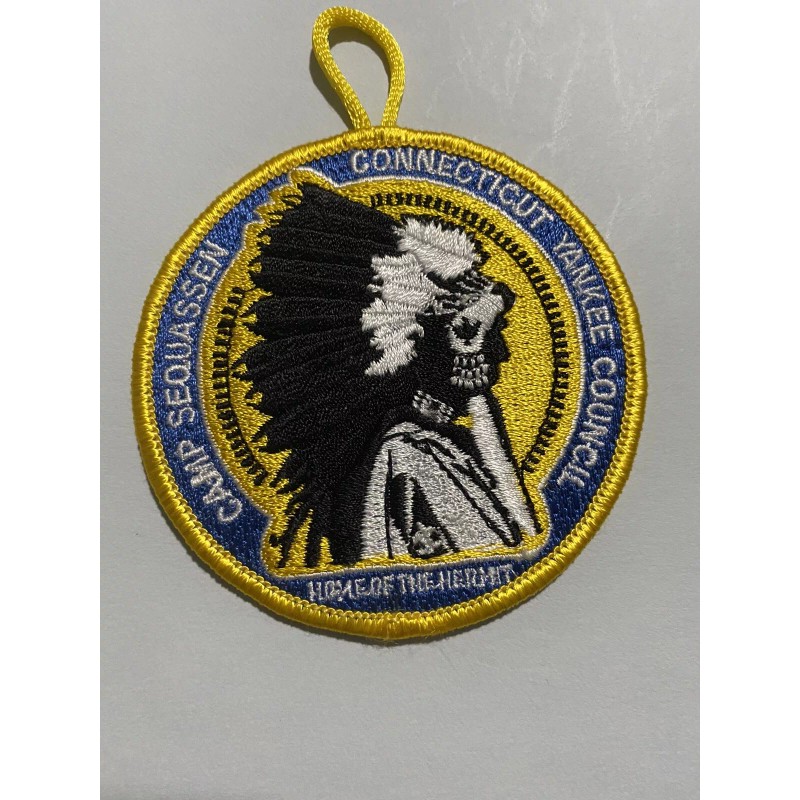 CAMP SEQUASSEN
CONNECTICUT YANKEE COUNCIL
HOME OF THE HERMIT